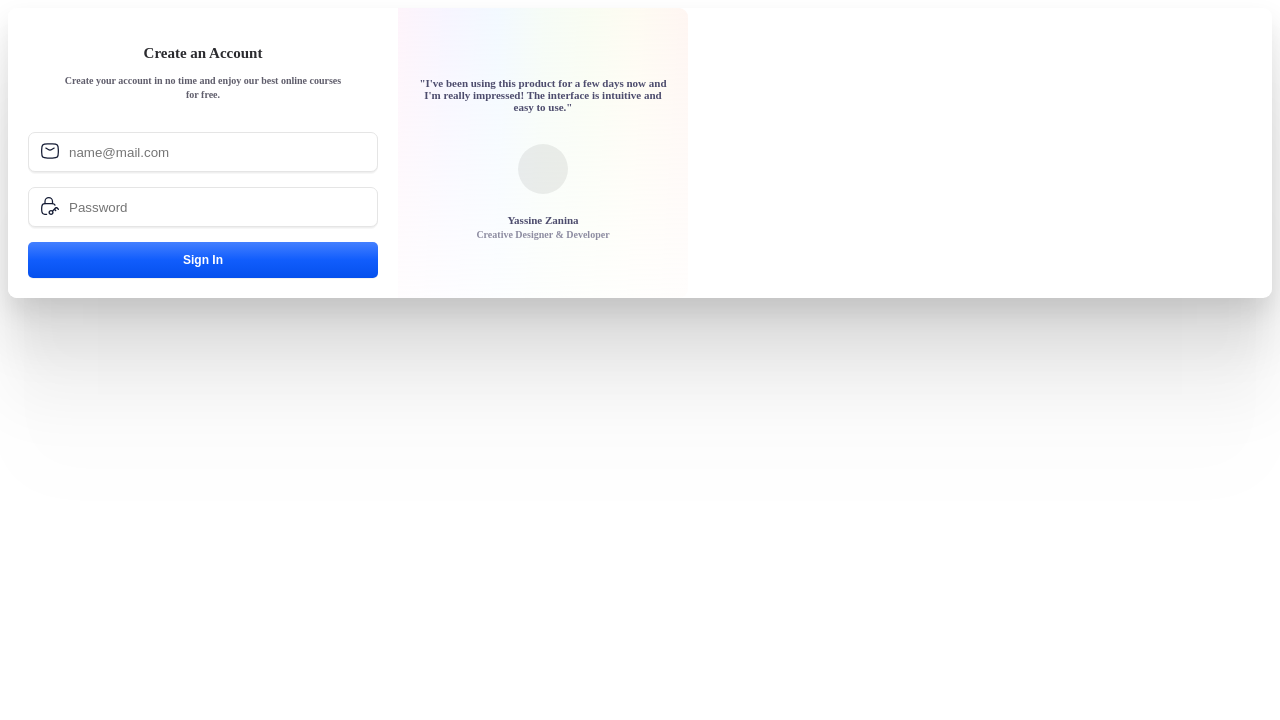 Create an Account
Create your account in no time and enjoy our best online courses
for free.
name@mail.com
Password
Sign In
"I've been using this product for a few days now and
I'm really impressed! The interface is intuitive and
easy to use."
Yassine Zanina
Creative Designer & Developer